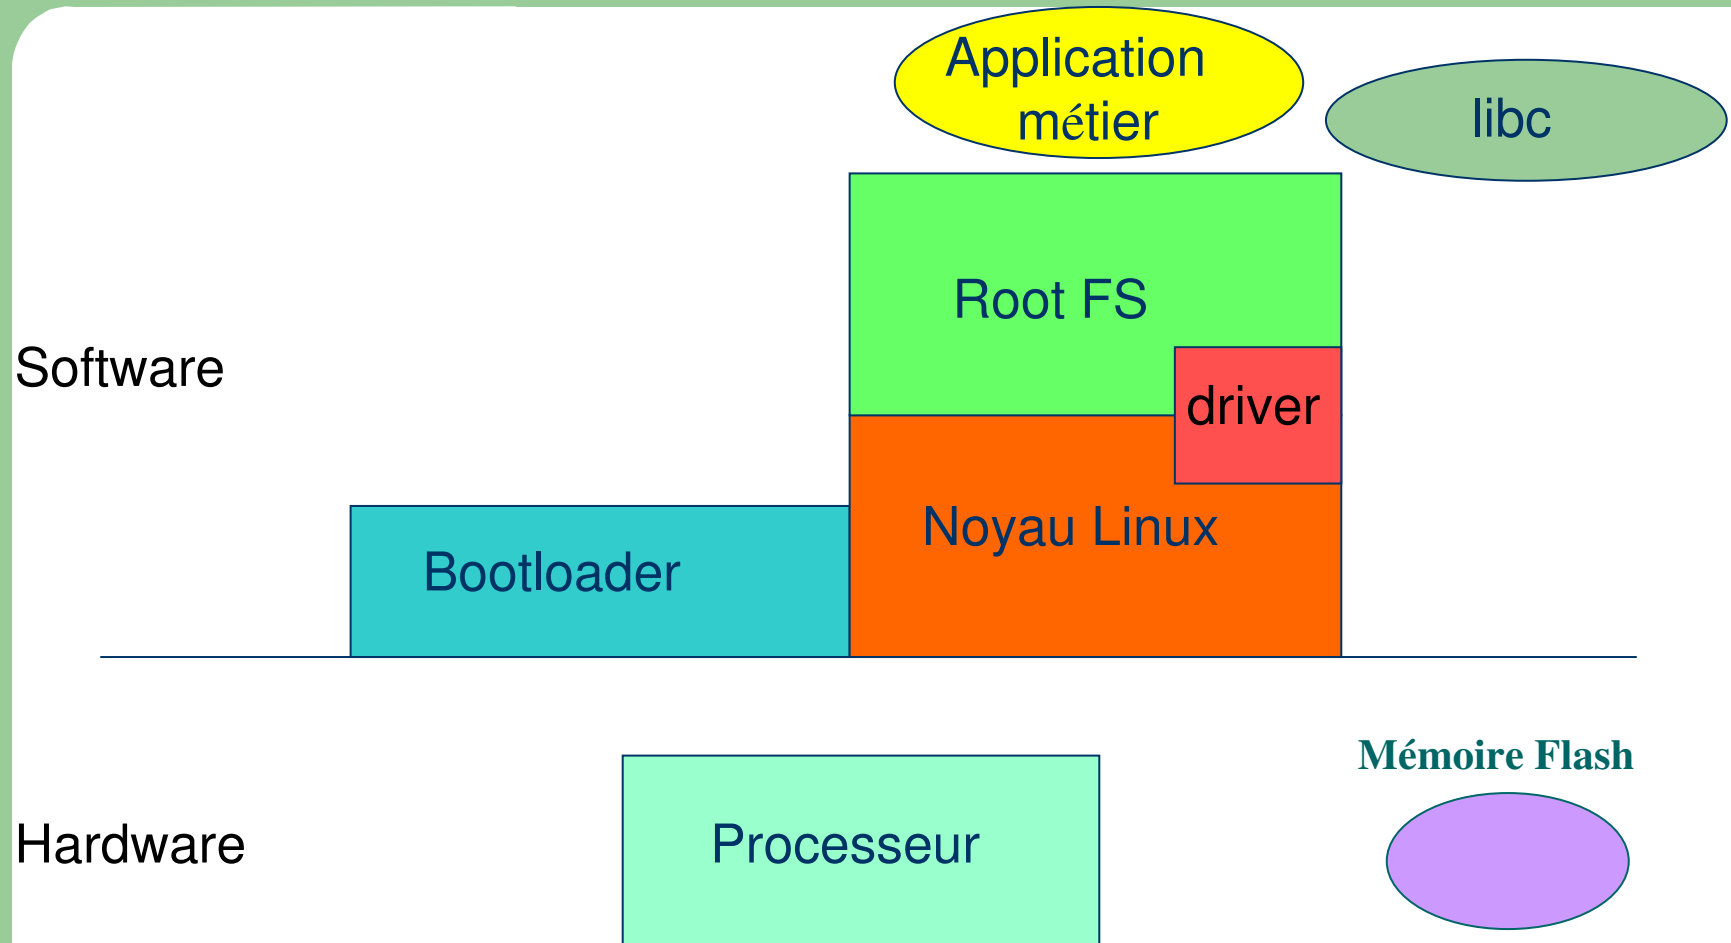 Application
métier
libc
Root FS
Software
driver
Noyau Linux
Bootloader
Mémoire Flash
Hardware
Processeur